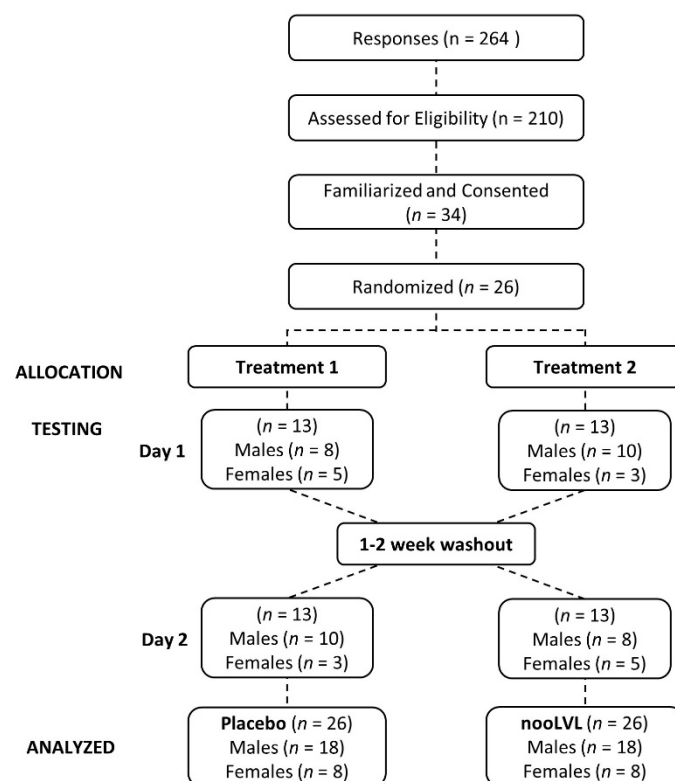 Responses (n = 264 )
Assessed for Eligibility (n = 210)
Familiarized and Consented
(n = 34)
Randomized (n = 26)
ALLOCATION
Treatment 1
Treatment 2
TESTING
Day 1
(n = 13)
Males (n = 8)
Females (n = 5)
(n = 13)
Males (n = 10)
Females (n = 3)
1-2 week washout
Day 2
(n = 13)
Males (n = 10)
Females (n = 3)
(n = 13)
Males (n = 8)
Females (n = 5)
ANALYZED
Placebo (n = 26)
Males (n = 18)
Females (n = 8)
nooLVL (n = 26)
Males (n = 18)
Females (n = 8)